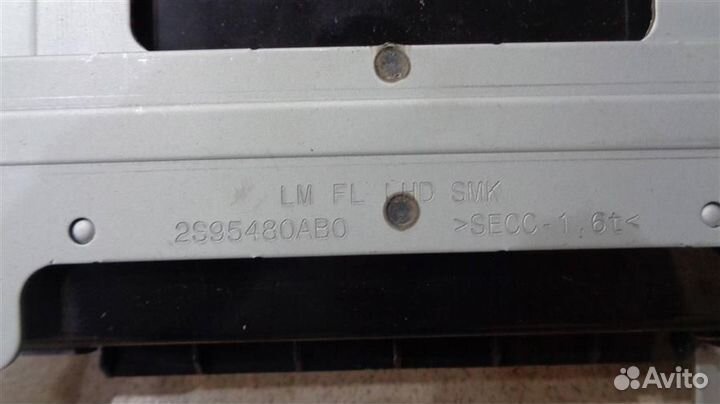 LM FL LHD SMK
2S95480AB0 >SECC-1.6t<
Avito